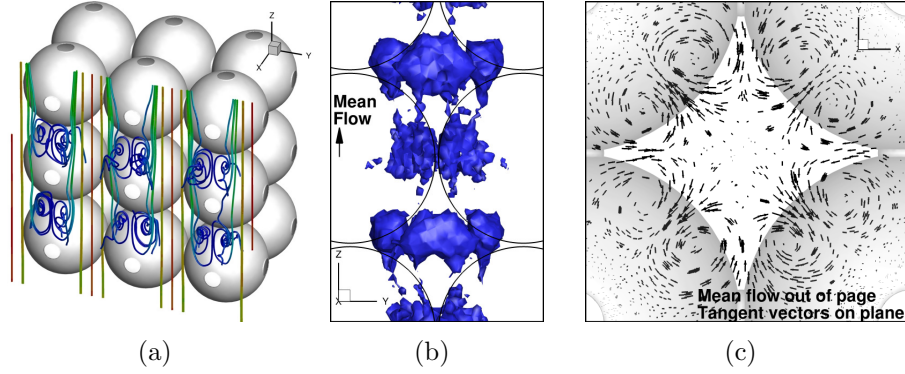 Z
Y
X
(a)
Mean
Flow
Z
X
Y
(b)
Y
Z
X
Mean flow out of page
Tangent vectors on plane
(c)